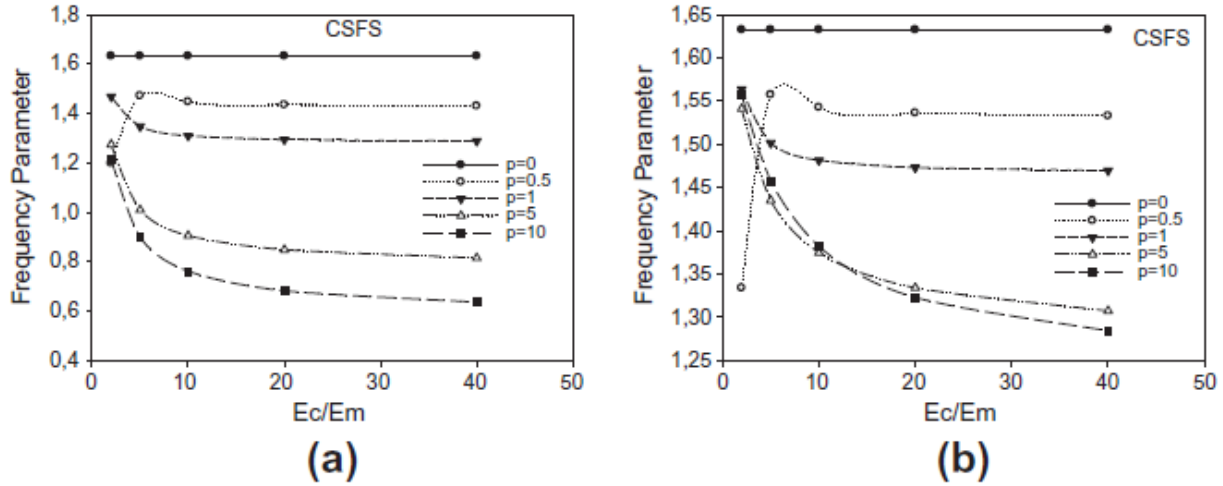 CSFS
Frequency Parameter
1,8
1,6
1,4
1,2
1,0
0,8
0,6
0,4
p=0
p=0.5
p=1
p=5
p=10
0 10 20 30 40 50
Ec/Em
(a)
CSFS
Frequency Parameter
1,65
1,60
1,55
1,50
1,45
1,40
1,35
1,30
1,25
p=0
p=0.5
p=1
p=5
p=10
0 10 20 30 40 50
Ec/Em
(b)